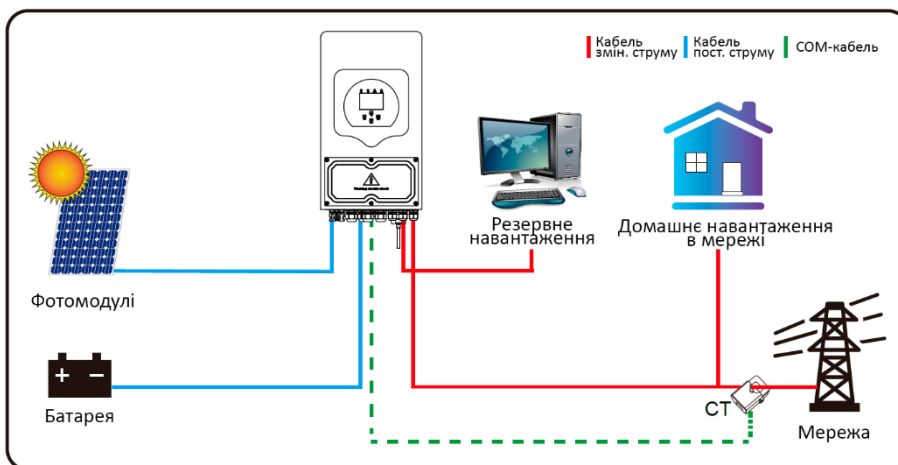 Кабель
змін. струму
Кабель
пост. струму
COM-кабель
Резервне
навантаження
Домашнє навантаження
в мережі
Фотомодулі
Батарея
CT
Мережа